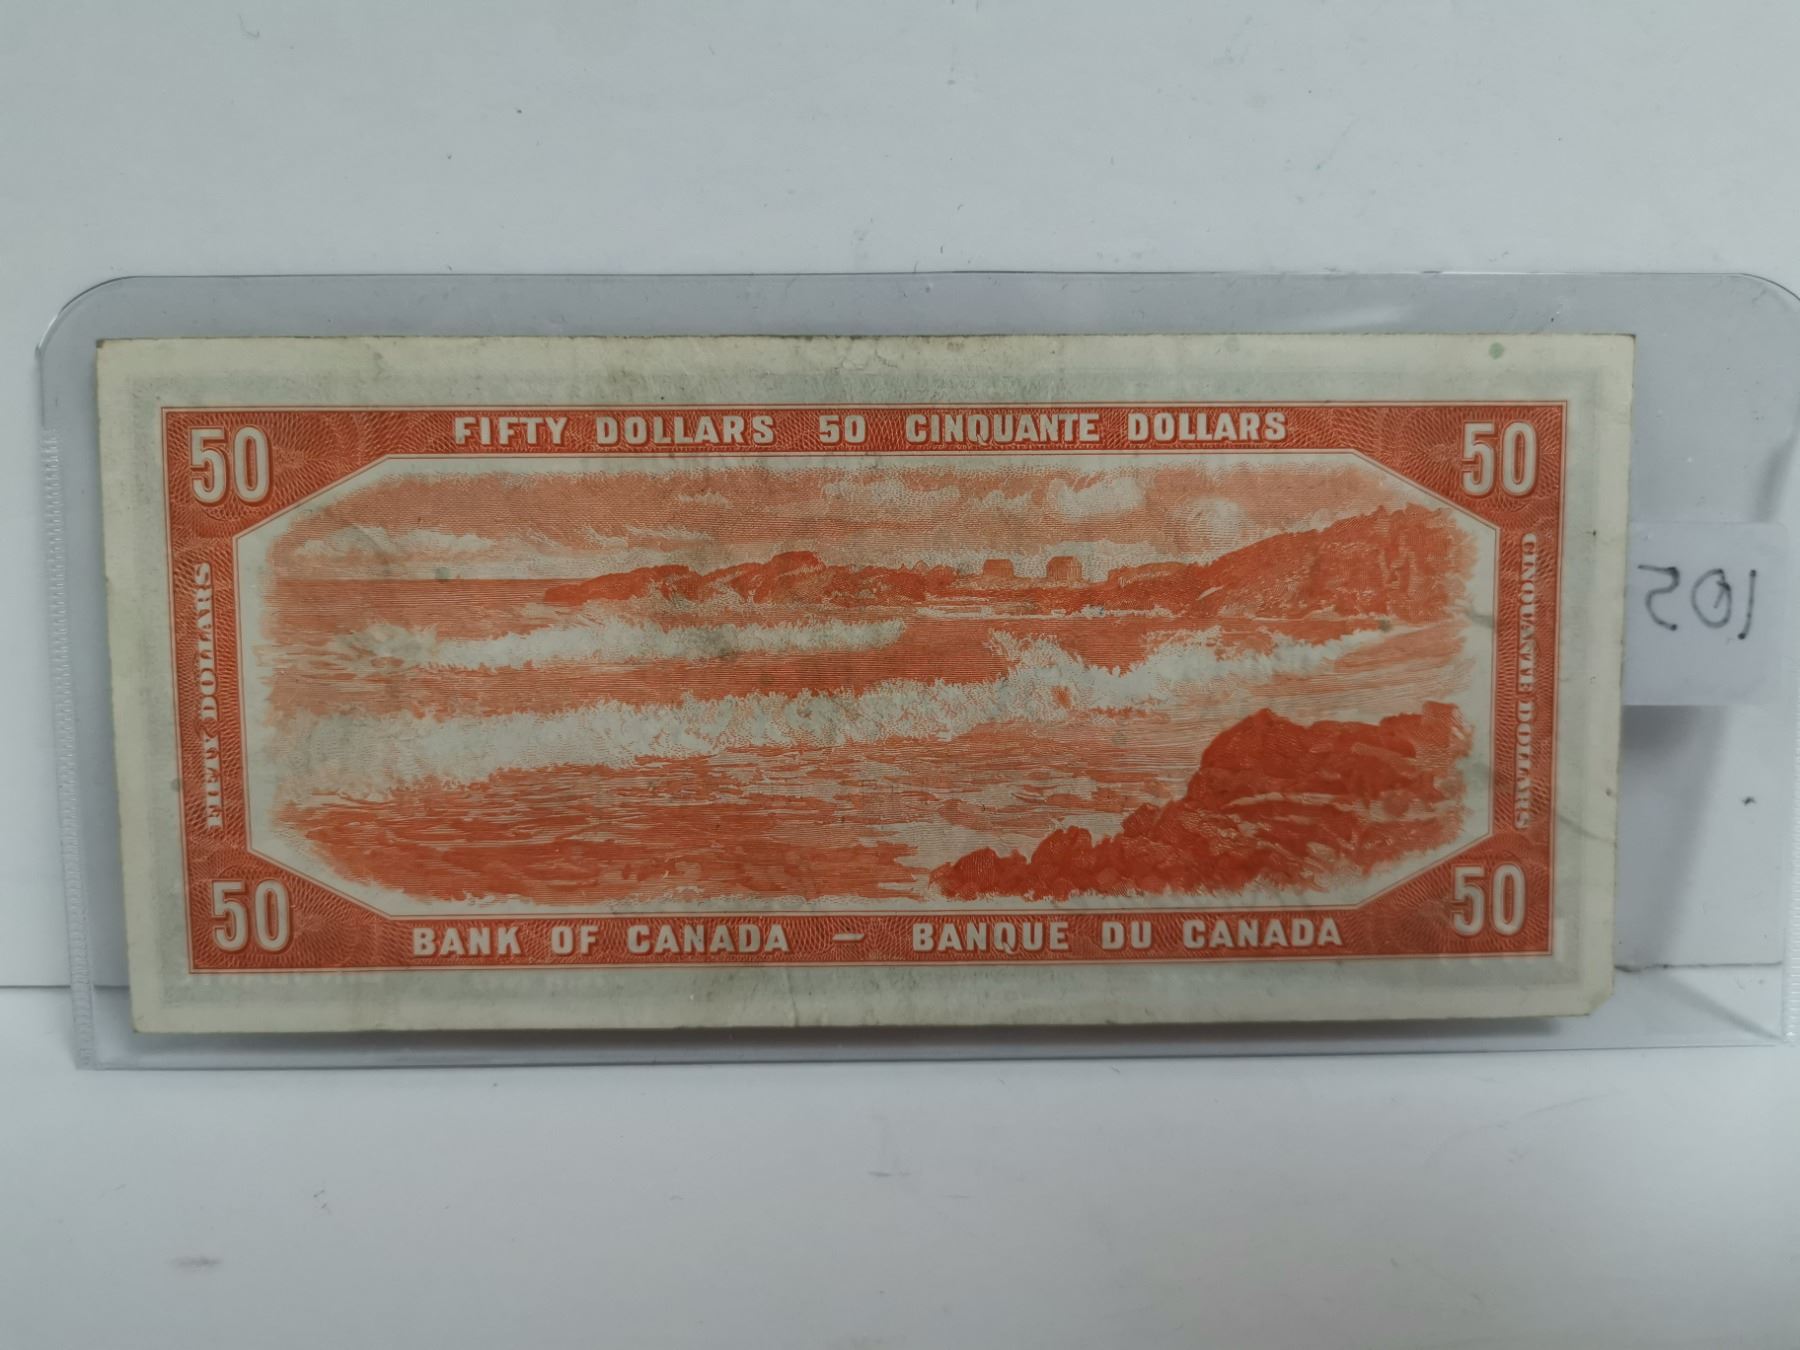 FIFTY DOLLARS 50 CINQUANTE DOLLARS
50
50
FIFTY DOLLARS
CINQUANTE DOLLARS
105
50
50
BANK OF CANADA — BANQUE DU CANADA